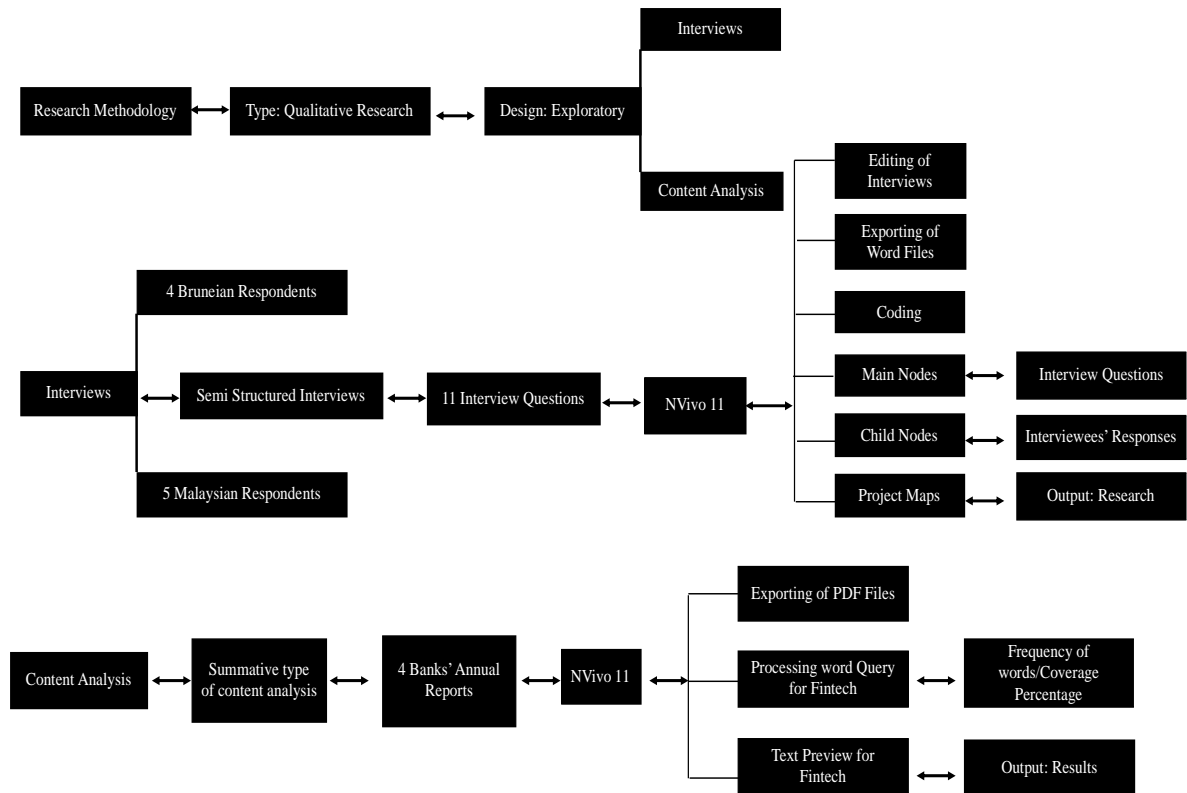 Interviews
Research Methodology
Type: Qualitative Research
Design: Exploratory
Content Analysis
Editing of
Interviews
Exporting of
Word Files
Coding
Main Nodes
Interview Questions
Child Nodes
Interviewees’ Responses
Project Maps
Output: Research
4 Bruneian Respondents
Interviews
Semi Structured Interviews
11 Interview Questions
NVivo 11
5 Malaysian Respondents
Exporting of PDF Files
Content Analysis
Summative type
of content analysis
4 Banks’ Annual
Reports
NVivo 11
Processing word Query
for Fintech
Frequency of
words/Coverage
Percentage
Text Preview for
Fintech
Output: Results